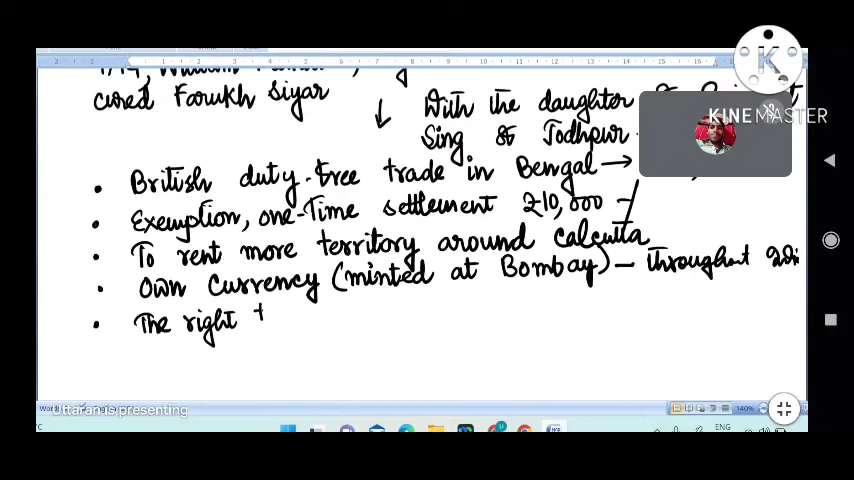 cured Farukh Siyar
With the daughter
Sing of Jodhpur
KINEMASTER
• British duty-free trade in Bengal →
• Exemption, one-Time settlement ₹10,000 -/
• To rent more territory around Calcutta
• Own currency (minted at Bombay) - throughout
• The right t
Uttaran is presenting
140%
ENG